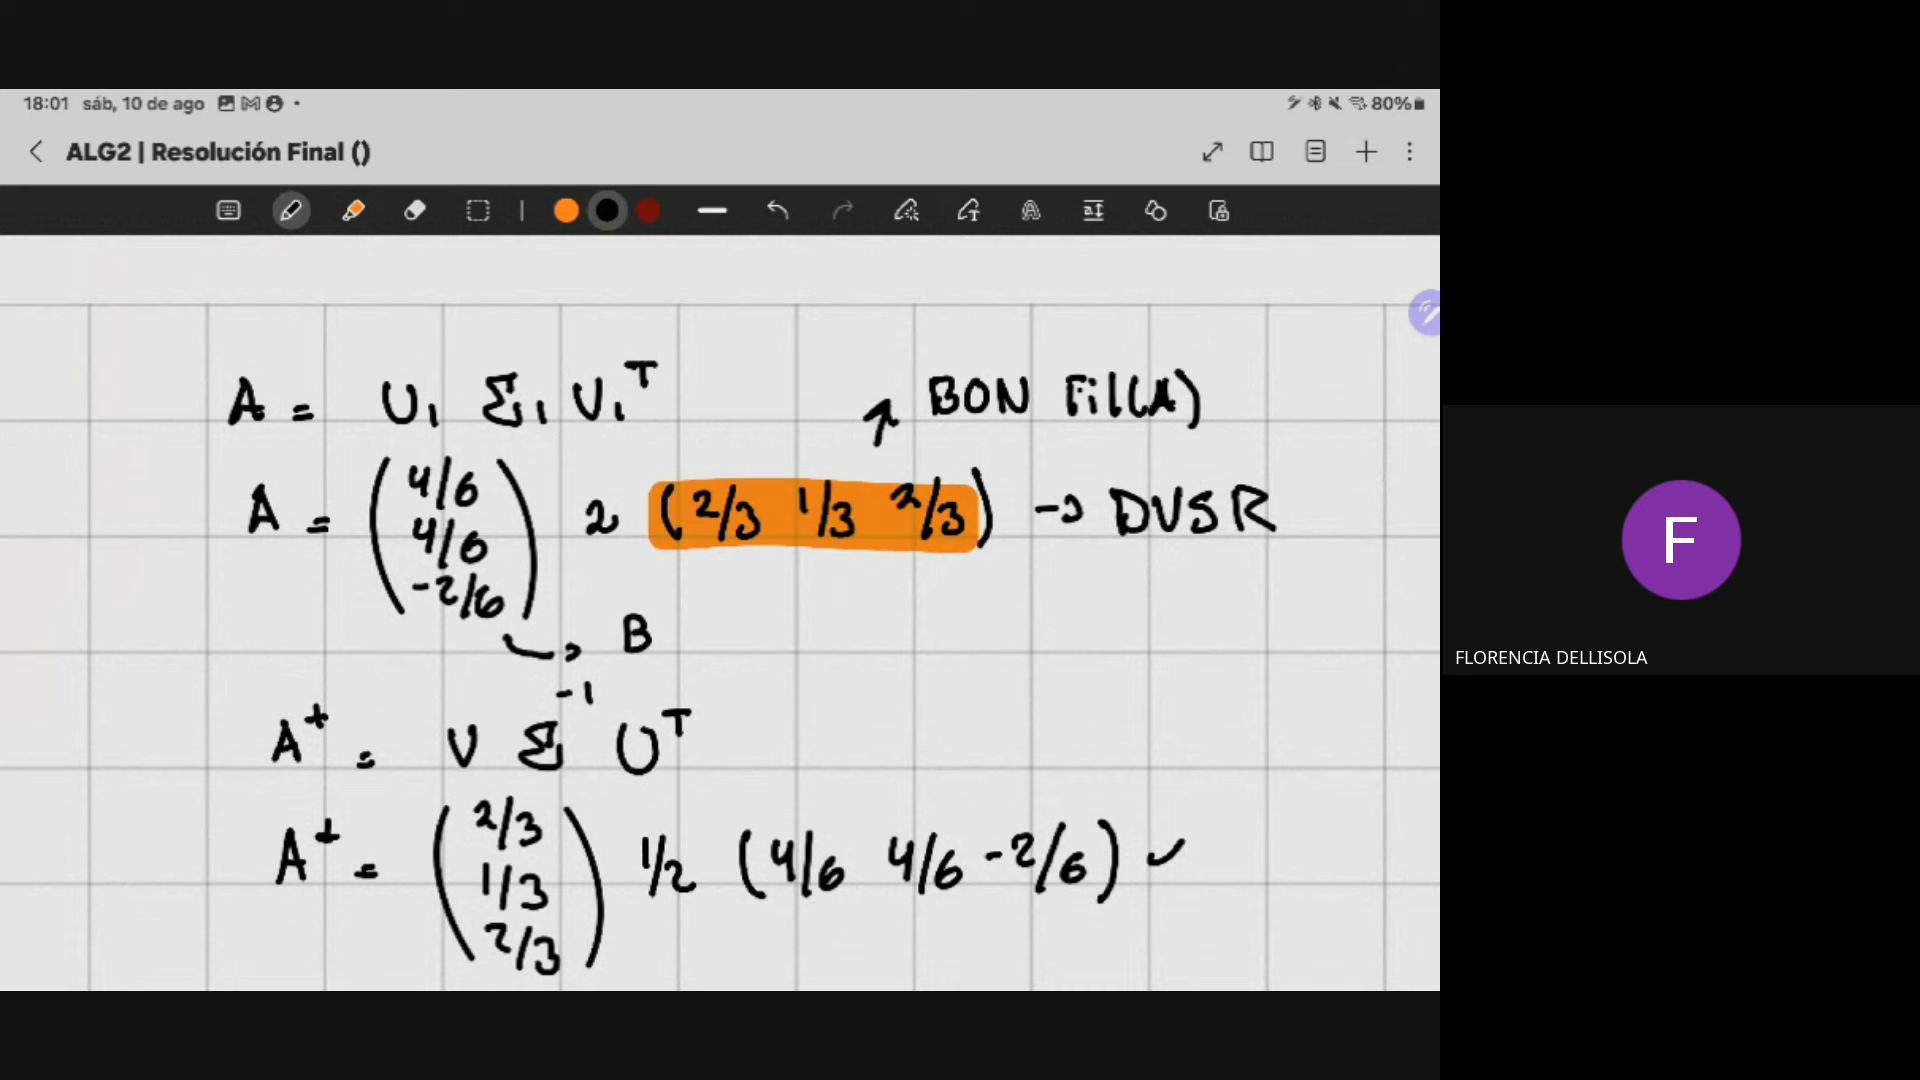 18:01 sáb, 10 de ago
80%
ALG2 | Resolución Final ()
A = U₁ Σ₁ V₁ᵀ
BON Fil(A)
A = (4/6 4/6 -2/6) 2 (2/3 1/3 2/3) → DVSR
→ B
A⁺ = V Σ⁻¹ Uᵀ
A⁺ = (2/3 1/3 2/3) 1/2 (4/6 4/6 -2/6) ✓
F
FLORENCIA DELLISOLA